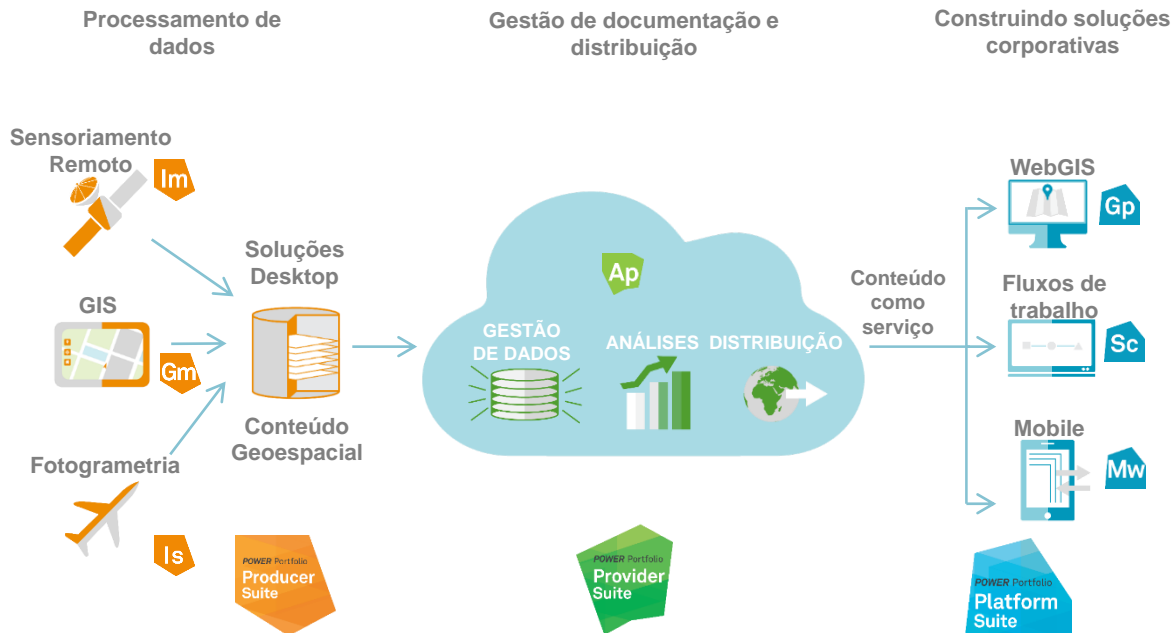 Processamento de
dados
Gestão de documentação e
distribuição
Construindo soluções
corporativas
Sensoriamento
Remoto
Im
GIS
Gm
Fotogrametria
Is
Soluções
Desktop
Conteúdo
Geoespacial
Ap
GESTÃO
DE DADOS
ANÁLISES
DISTRIBUIÇÃO
Conteúdo
como
serviço
WebGIS
Gp
Fluxos de
trabalho
Sc
Mobile
Mw
POWER Portfolio
Producer
Suite
POWER Portfolio
Provider
Suite
POWER Portfolio
Platform
Suite